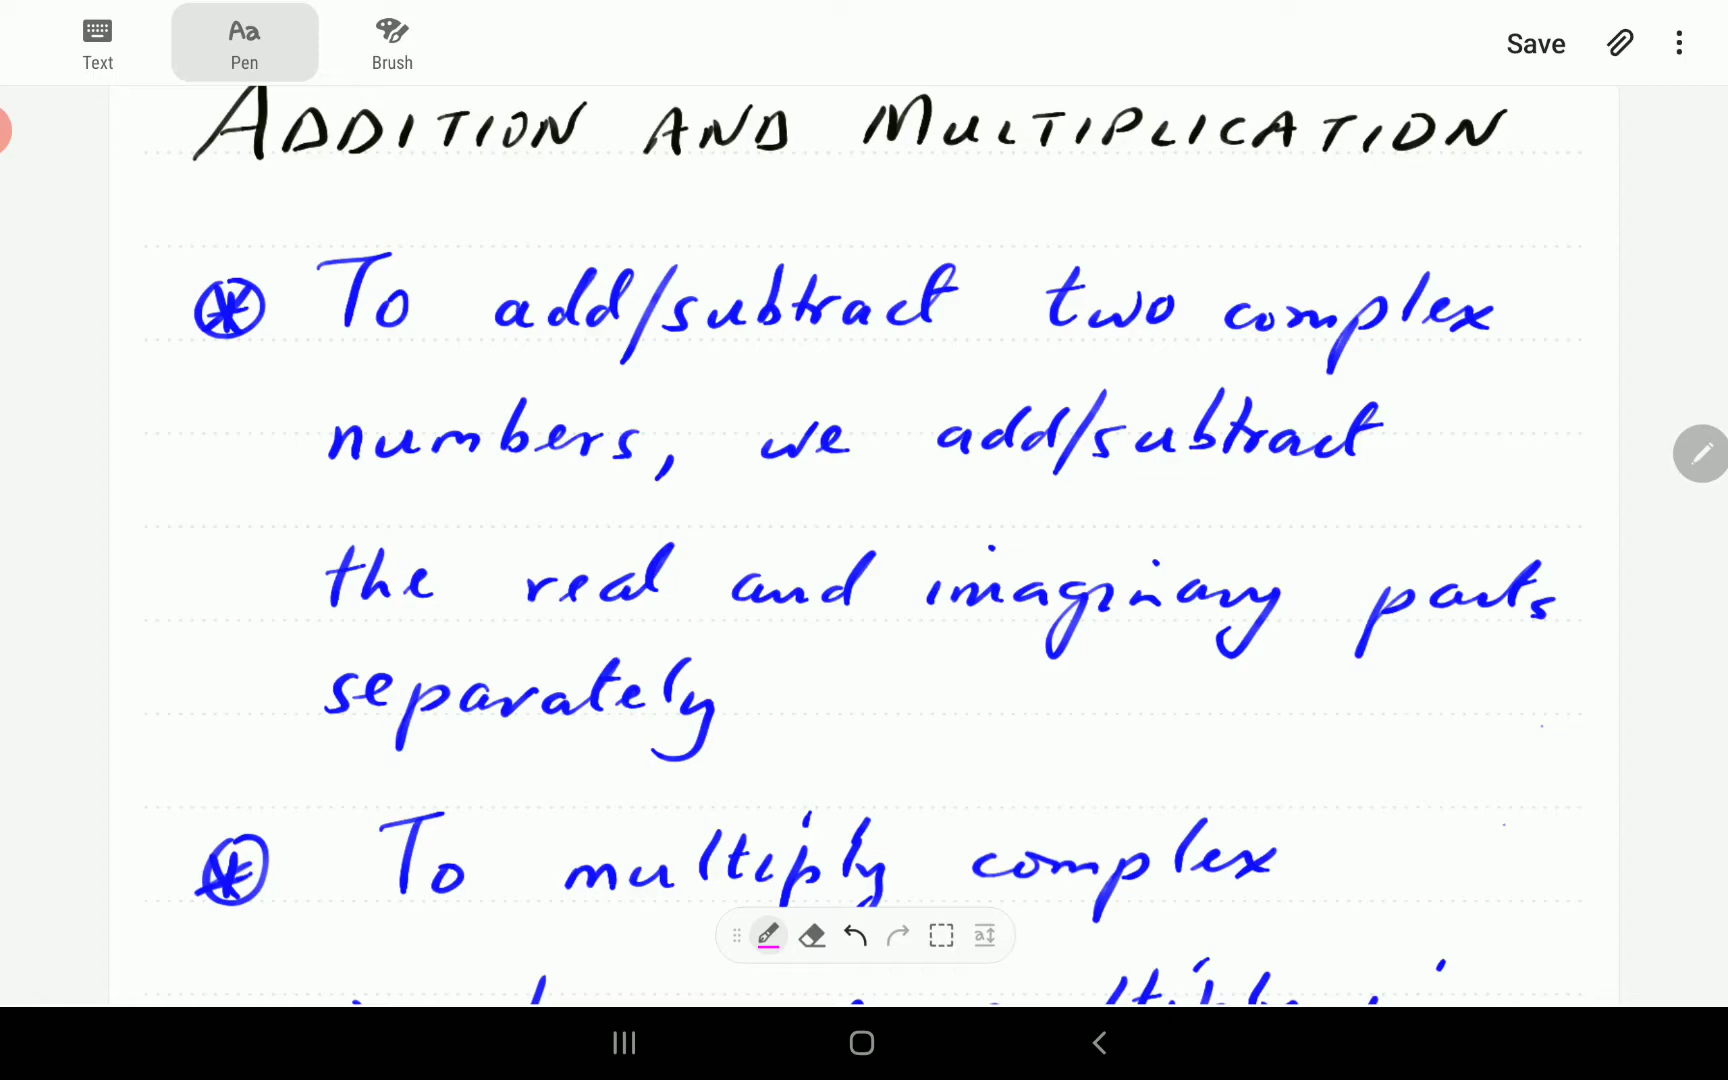 Text
Aa
Pen
Brush
Save
ADDITION AND MULTIPLICATION
To add/subtract two complex
numbers, we add/subtract
the real and imaginary parts
separately
To multiply complex